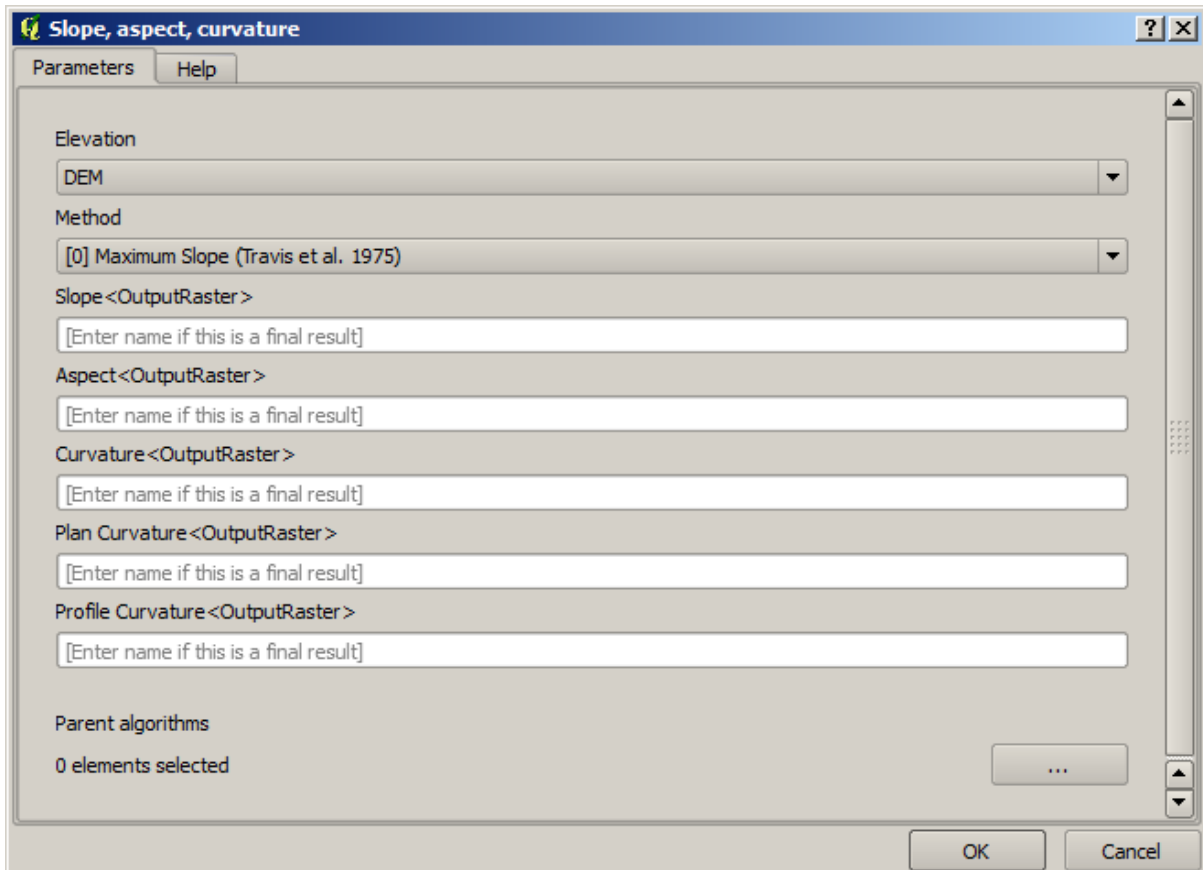 Slope, aspect, curvature
Parameters Help
Elevation
DEM
Method
[0] Maximum Slope (Travis et al. 1975)
Slope<OutputRaster>
[Enter name if this is a final result]
Aspect<OutputRaster>
[Enter name if this is a final result]
Curvature<OutputRaster>
[Enter name if this is a final result]
Plan Curvature<OutputRaster>
[Enter name if this is a final result]
Profile Curvature<OutputRaster>
[Enter name if this is a final result]
Parent algorithms
0 elements selected ...
OK Cancel